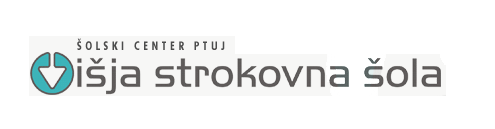 ŠOLSKI CENTER PTUJ
višja strokovna šola